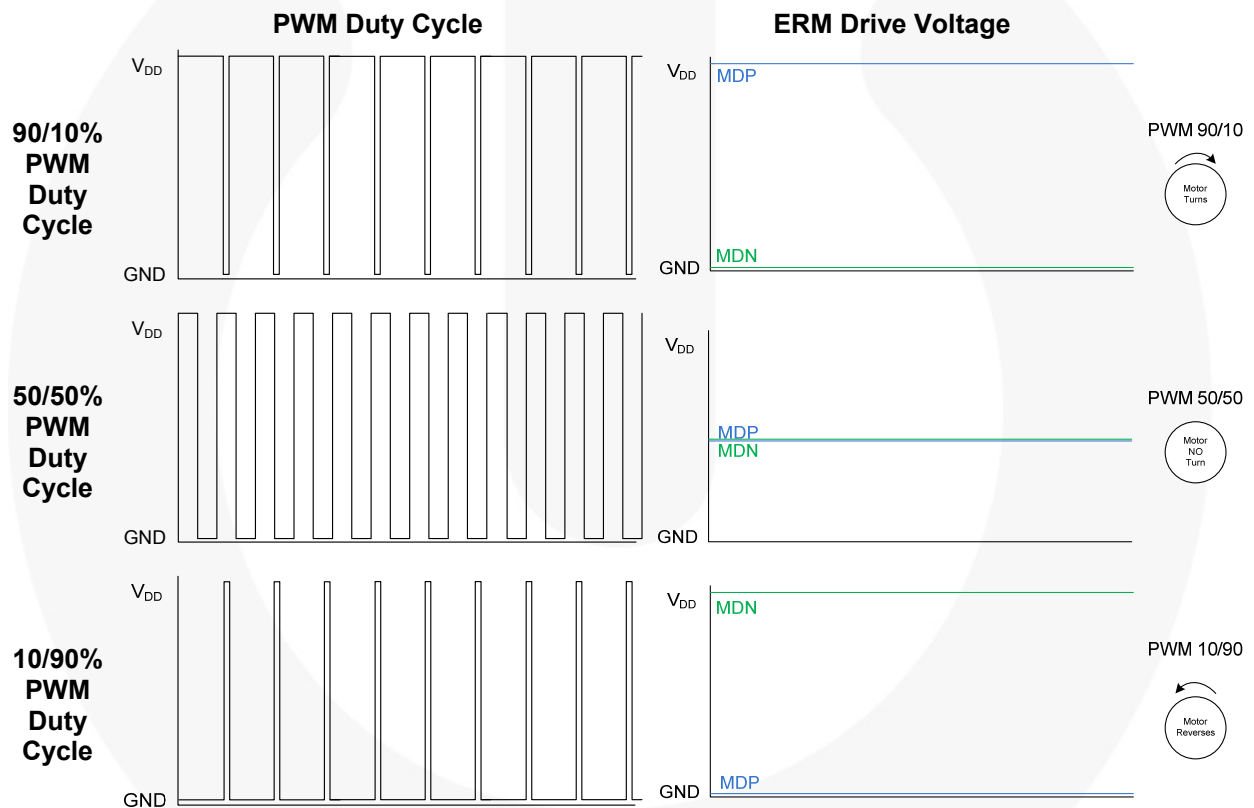 PWM Duty Cycle
ERM Drive Voltage
90/10%
PWM
Duty
Cycle
VDD
GND
VDD
MDP
MDN
GND
PWM 90/10
Motor
Turns
50/50%
PWM
Duty
Cycle
VDD
GND
VDD
MDP
MDN
GND
PWM 50/50
Motor
NO
Turn
10/90%
PWM
Duty
Cycle
VDD
GND
VDD
MDN
MDP
GND
PWM 10/90
Motor
Reverses